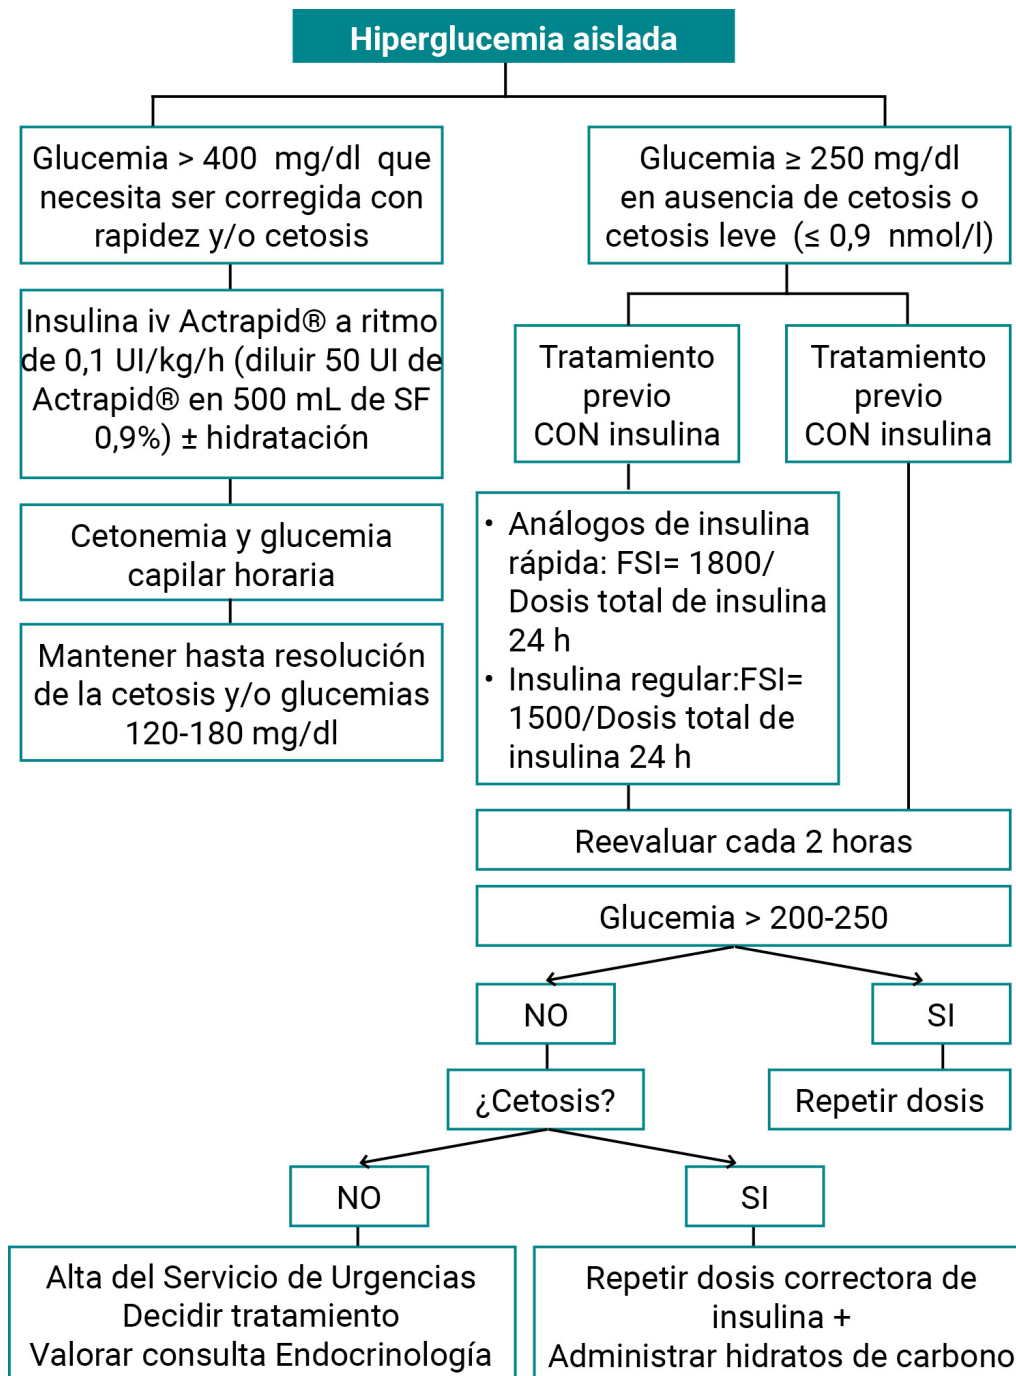 Hiperglucemia aislada
Glucemia > 400 mg/dl que
necesita ser corregida con
rapidez y/o cetosis
Insulina iv Actrapid® a ritmo
de 0,1 UI/kg/h (diluir 50 UI de
Actrapid® en 500 mL de SF
0,9%) ± hidratación
Cetonemia y glucemia
capilar horaria
Mantener hasta resolución
de la cetosis y/o glucemias
120-180 mg/dl
Glucemia ≥ 250 mg/dl
en ausencia de cetosis o
cetosis leve (≤ 0,9 nmol/l)
Tratamiento
previo
CON insulina
Tratamiento
previo
CON insulina
• Análogos de insulina
rápida: FSI= 1800/
Dosis total de insulina
24 h
• Insulina regular:FSI=
1500/Dosis total de
insulina 24 h
Reevaluar cada 2 horas
Glucemia > 200-250
NO
SI
¿Cetosis?
Repetir dosis
NO
SI
Alta del Servicio de Urgencias
Decidir tratamiento
Valorar consulta Endocrinología
Repetir dosis correctora de
insulina +
Administrar hidratos de carbono